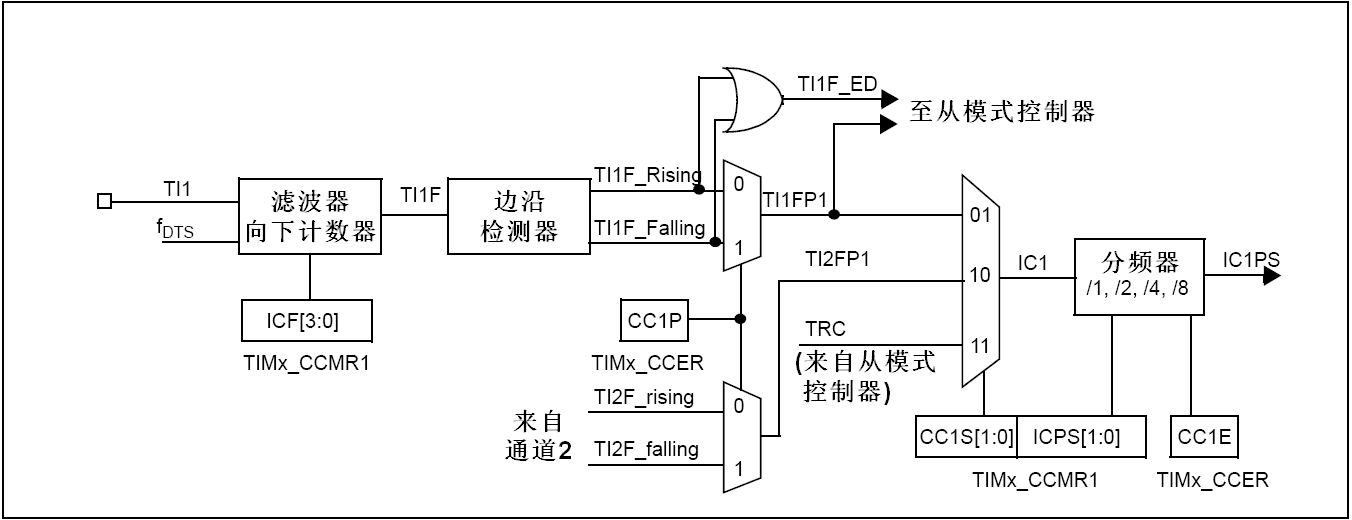 TI1F_ED
至从模式控制器
TI1
fDTS
滤波器
向下计数器
TI1F
边沿
检测器
TI1F_Rising
TI1F_Falling
0
1
TI1FP1
01
10
11
TI2FP1
TRC
(来自从模式
控制器)
IC1
分频器
/1, /2, /4, /8
IC1PS
ICF[3:0]
TIMx_CCMR1
CC1P
TIMx_CCER
来自
通道2
TI2F_rising
TI2F_falling
0
1
CC1S[1:0]
ICPS[1:0]
TIMx_CCMR1
CC1E
TIMx_CCER